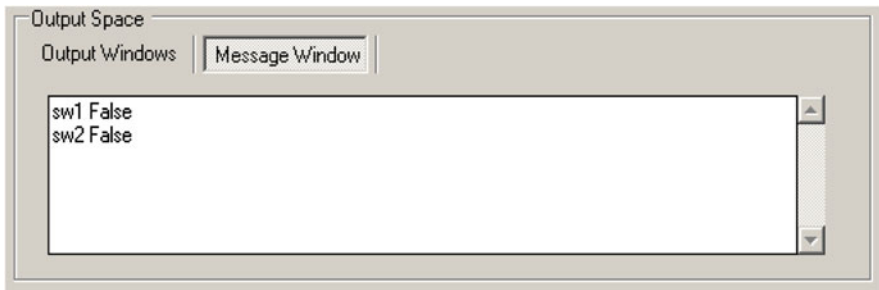 Output Space
Output Windows Message Window
sw1 False
sw2 False